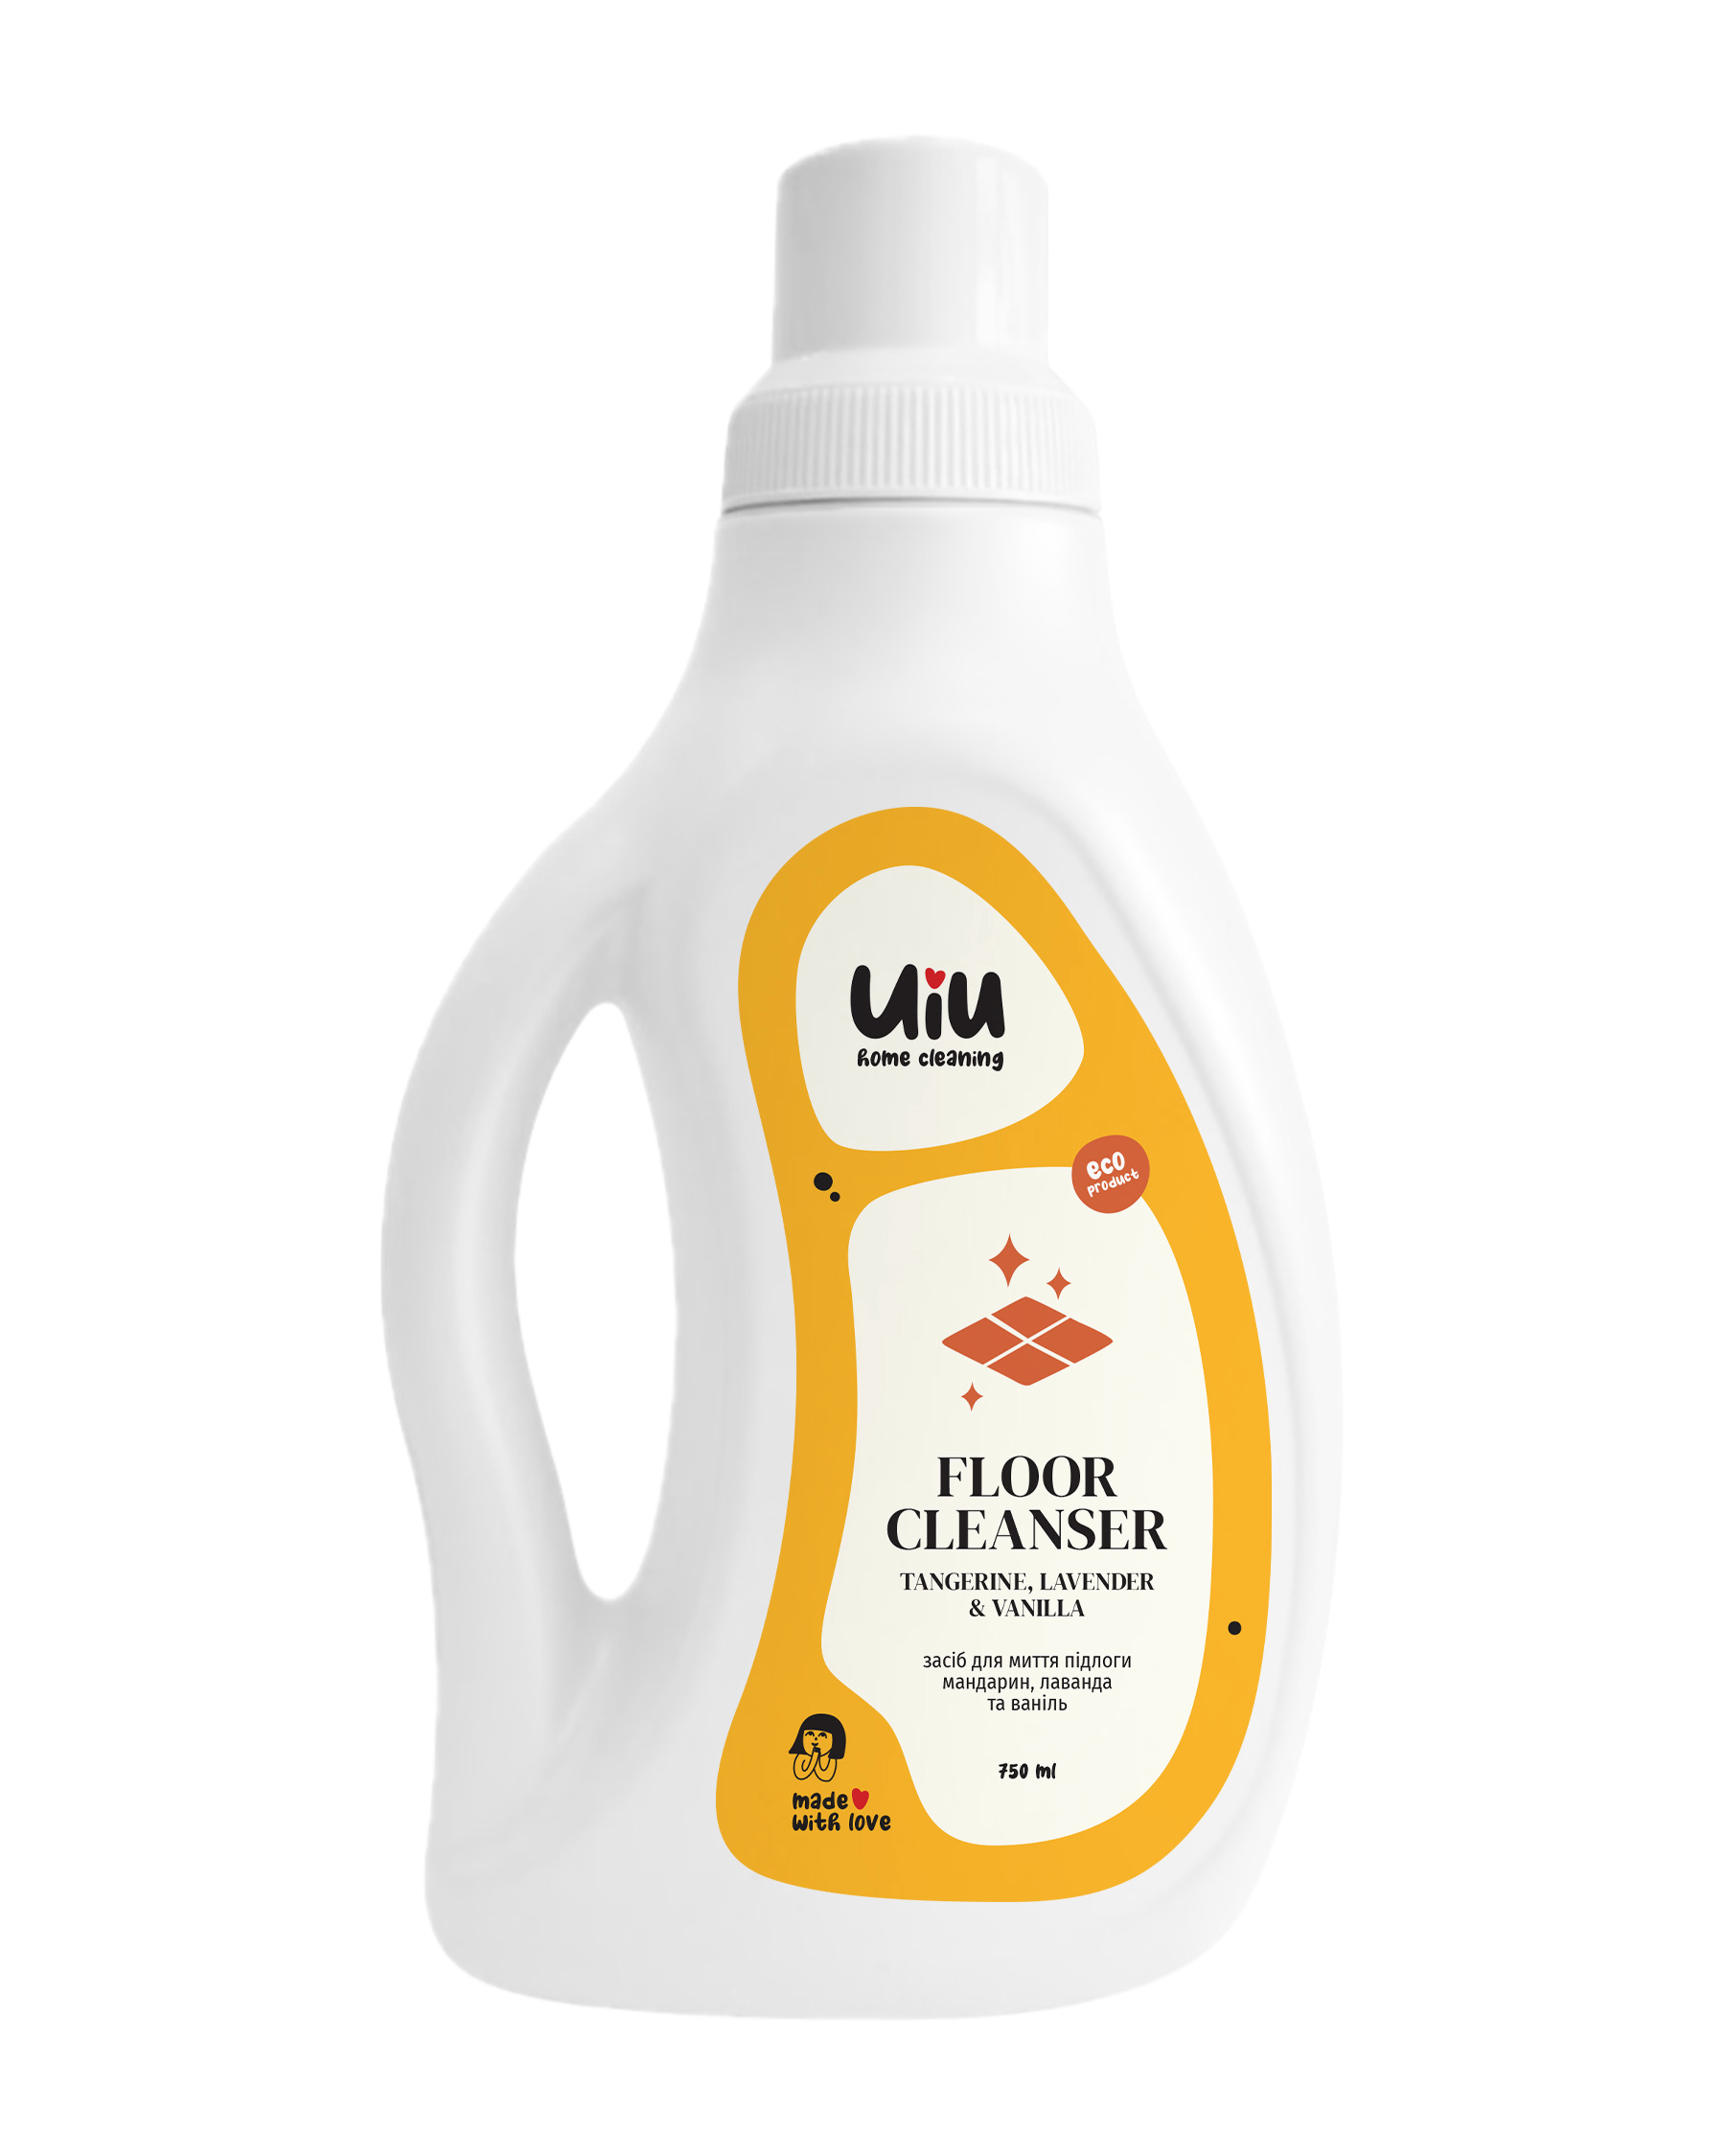 uiu
home cleaning
eco
product
FLOOR
CLEANSER
TANGERINE, LAVENDER
& VANILLA
засіб для миття підлоги
мандарин, лаванда
та ваніль
750 ml
made
with love